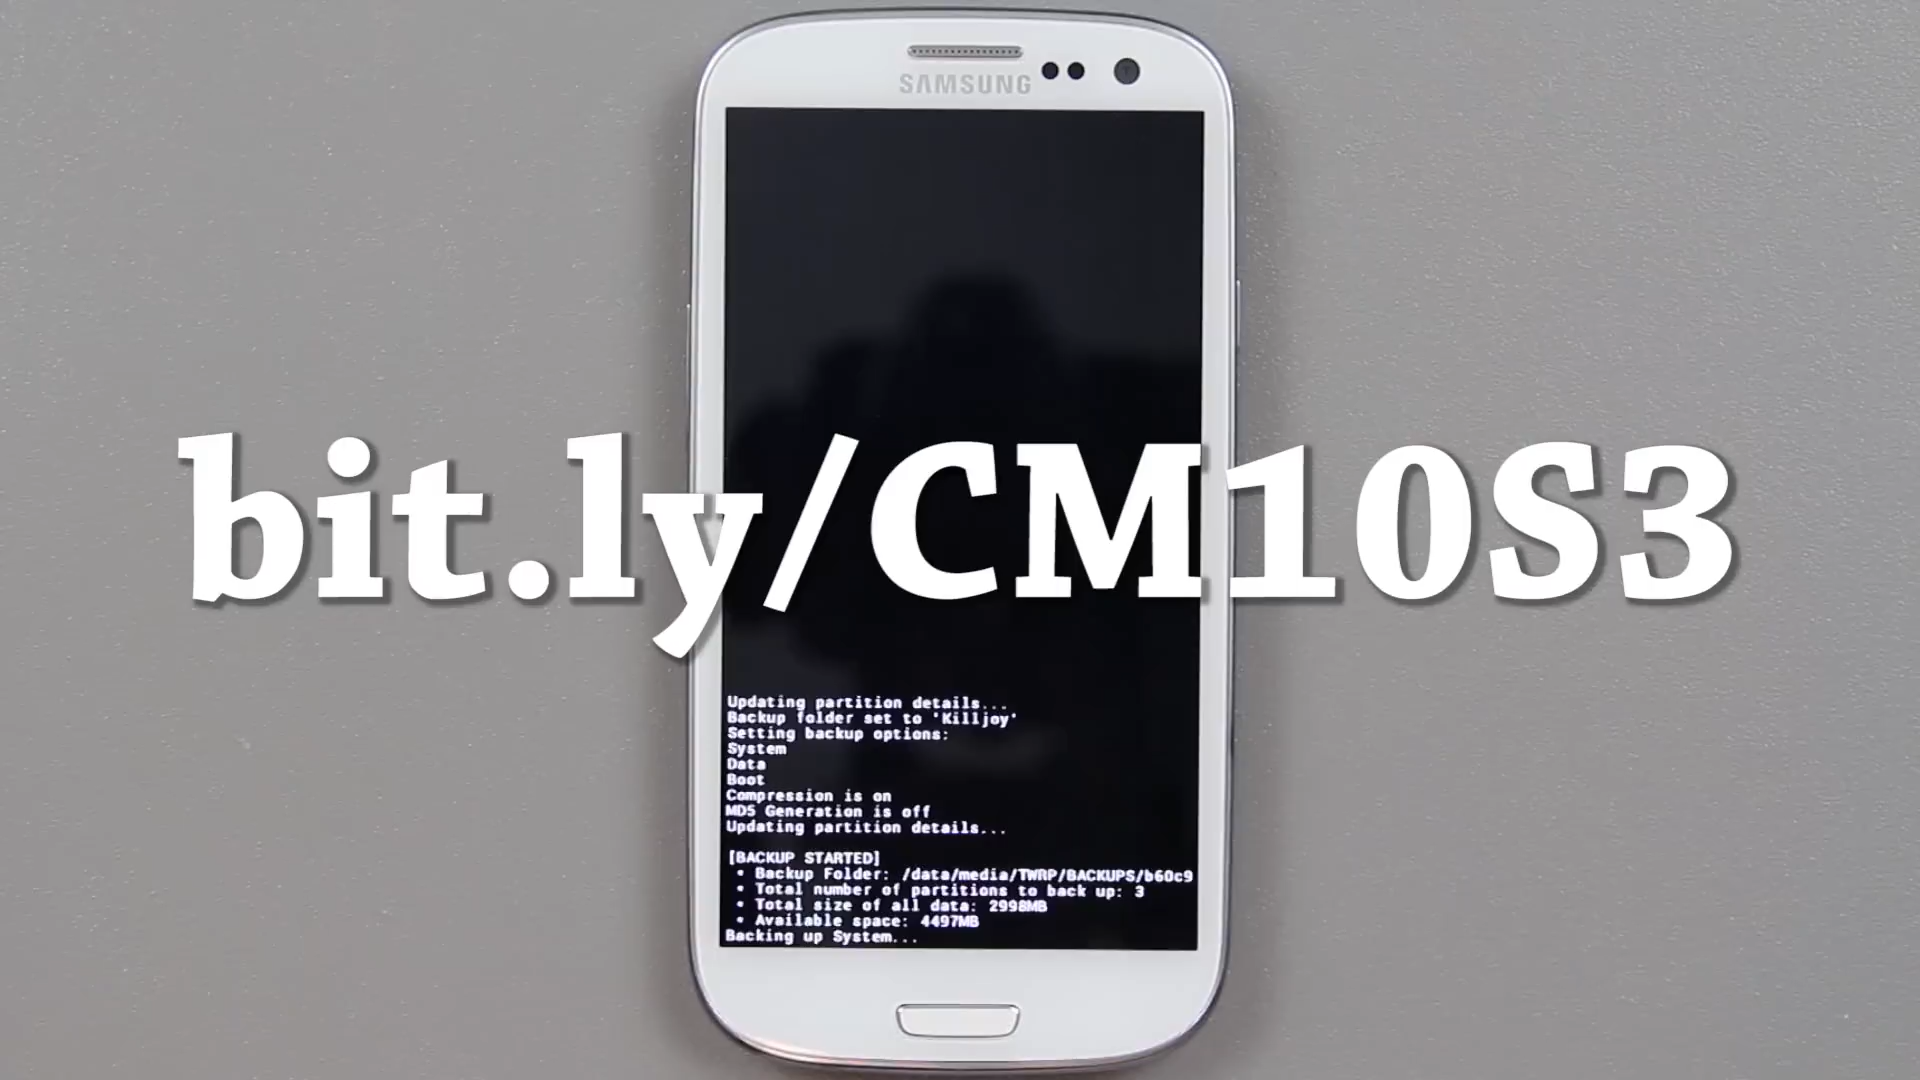 SAMSUNG
bit.ly/CM10S3
Updating partition details...
Backup folder set to 'Killjoy'
Setting backup options:
System
Data
Boot
Compression is on
MD5 Generation is off
Updating partition details...
[BACKUP STARTED]
• Backup Folder: /data/media/TWRP/BACKUPS/b60c9
• Total number of partitions to back up: 3
• Total size of all data: 2998MB
• Available space: 4497MB
Backing up System...